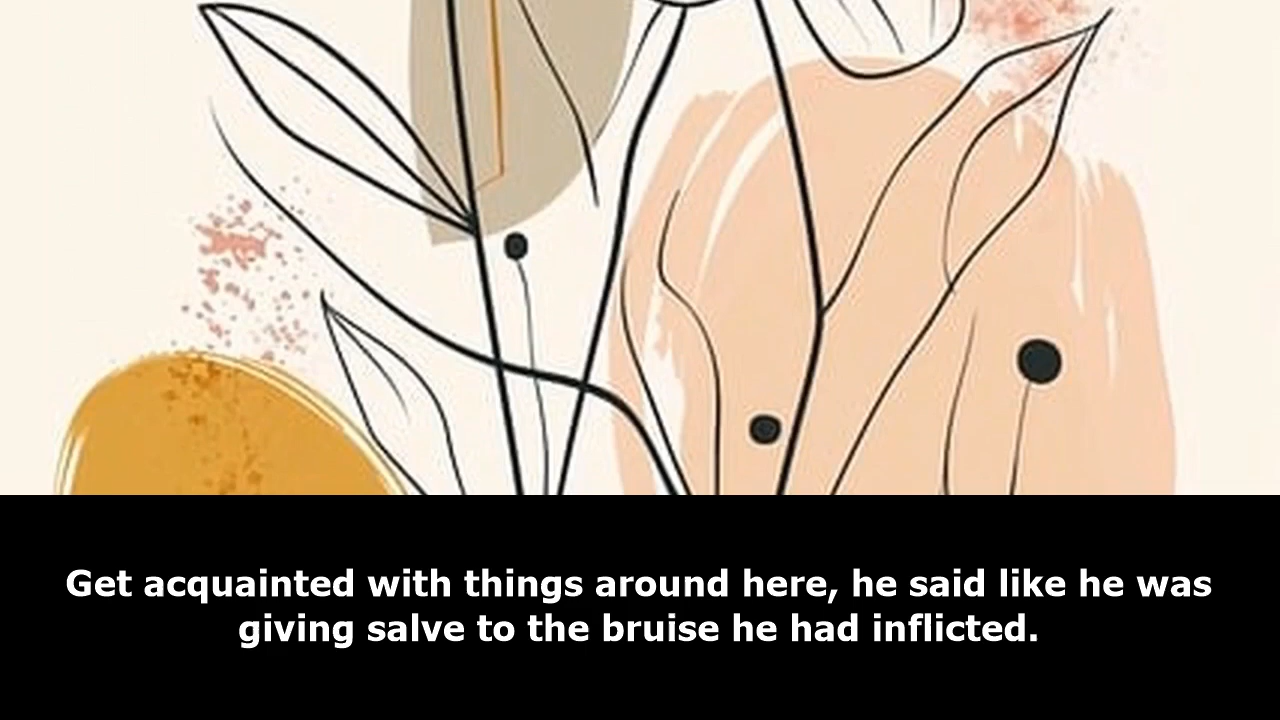 Get acquainted with things around here, he said like he was
giving salve to the bruise he had inflicted.